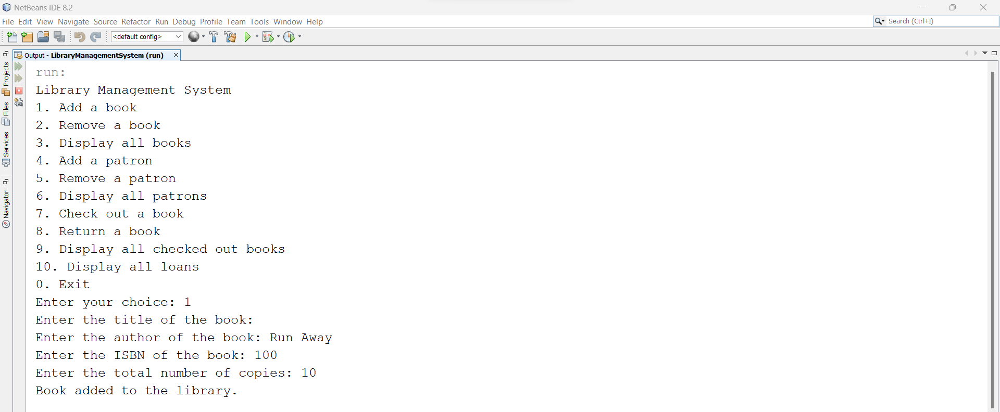 NetBeans IDE 8.2
File Edit View Navigate Source Refactor Run Debug Profile Team Tools Window Help
Search (Ctrl+I)
<default config>
Output - LibraryManagementSystem (run)
Projects
Files
Services
Navigator
run:
Library Management System
1. Add a book
2. Remove a book
3. Display all books
4. Add a patron
5. Remove a patron
6. Display all patrons
7. Check out a book
8. Return a book
9. Display all checked out books
10. Display all loans
0. Exit
Enter your choice: 1
Enter the title of the book:
Enter the author of the book: Run Away
Enter the ISBN of the book: 100
Enter the total number of copies: 10
Book added to the library.